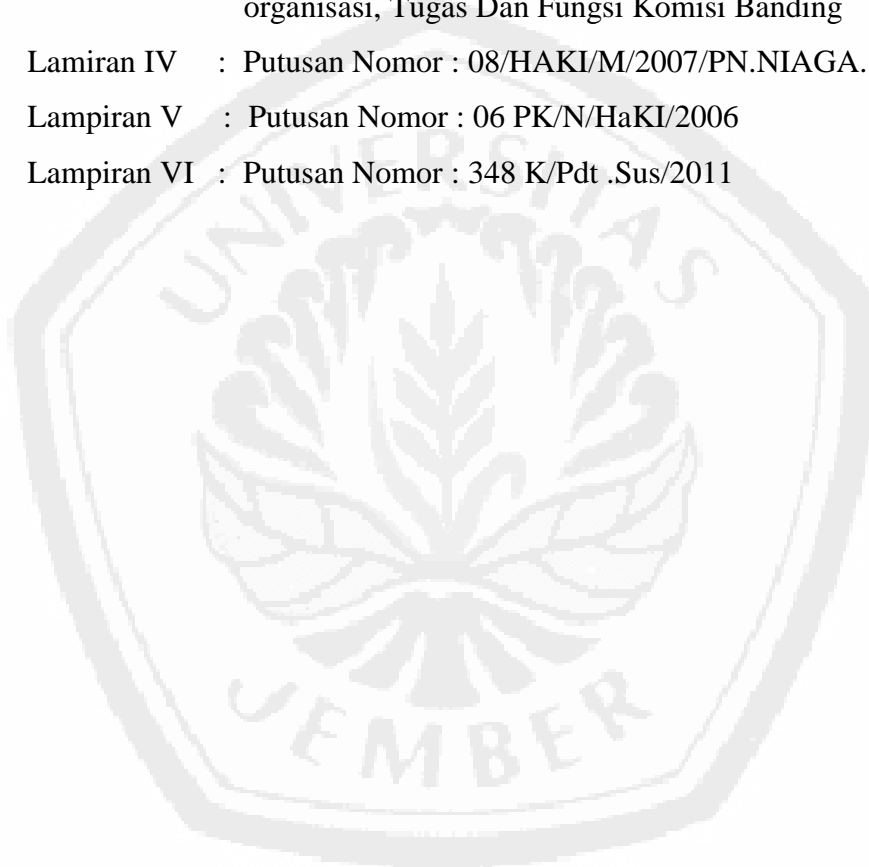 organisasi, Tugas Dan Fungsi Komisi Banding
Lamiran IV : Putusan Nomor : 08/HAKI/M/2007/PN.NIAGA.
Lampiran V : Putusan Nomor : 06 PK/N/HaKI/2006
Lampiran VI : Putusan Nomor : 348 K/Pdt .Sus/2011
UNIVERSITAS
JEMBER